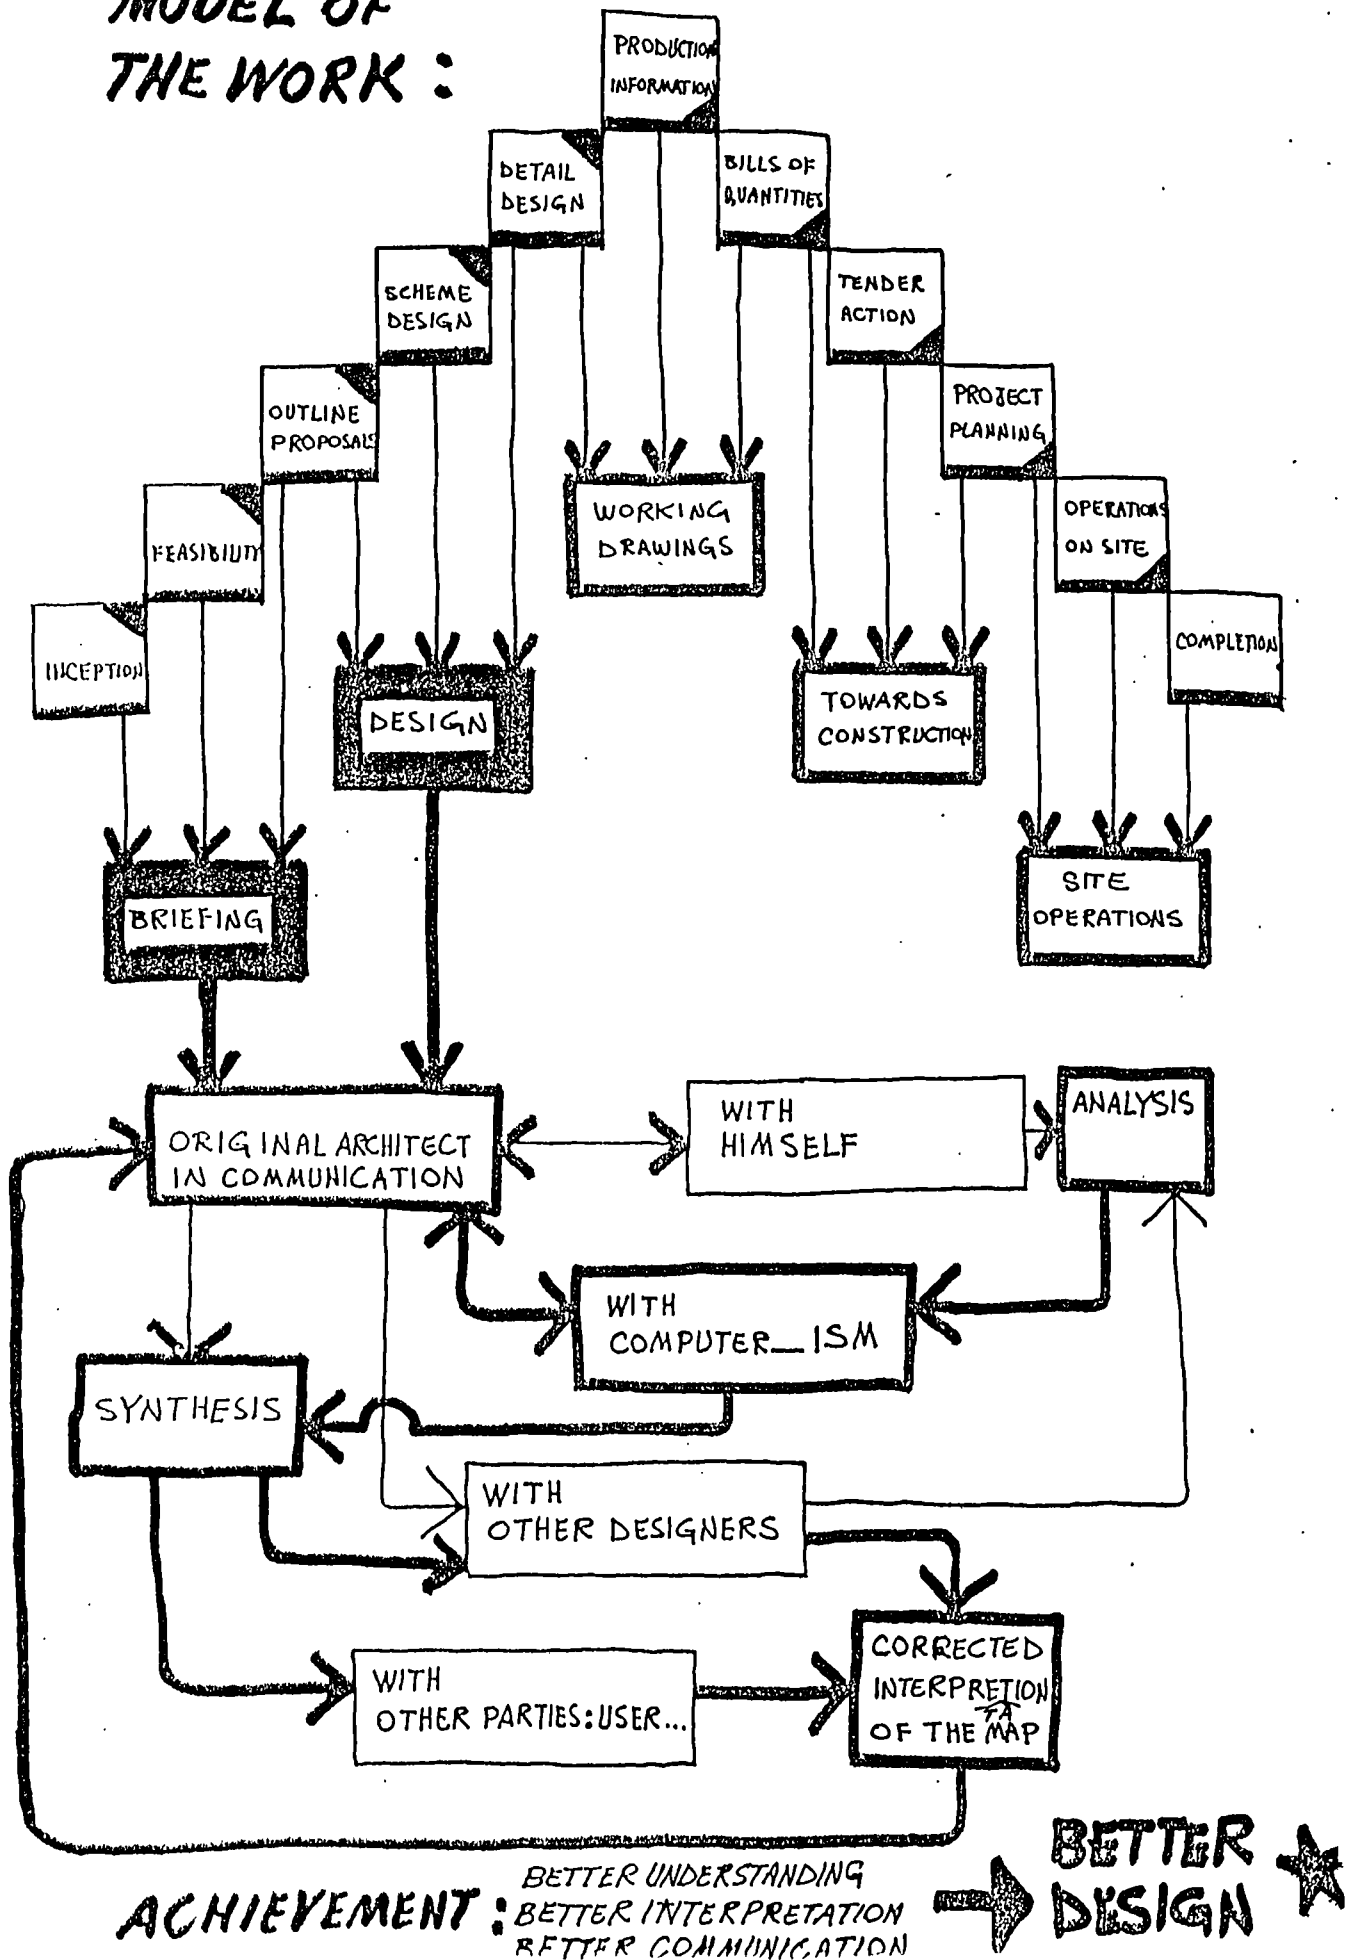 MODEL OF
THE WORK :
PRODUCTION
INFORMATION
DETAIL
DESIGN
BILLS OF
QUANTITIES
SCHEME
DESIGN
TENDER
ACTION
OUTLINE
PROPOSALS
PROJECT
PLANNING
FEASIBILITY
WORKING
DRAWINGS
OPERATIONS
ON SITE
INCEPTION
COMPLETION
DESIGN
TOWARDS
CONSTRUCTION
BRIEFING
SITE
OPERATIONS
ORIGINAL ARCHITECT
IN COMMUNICATION
WITH
HIMSELF
ANALYSIS
WITH
COMPUTER_ISM
SYNTHESIS
WITH
OTHER DESIGNERS
WITH
OTHER PARTIES:USER...
CORRECTED
INTERPRETION
TA
OF THE MAP
ACHIEVEMENT :
BETTER UNDERSTANDING
BETTER INTERPRETATION
BETTER COMMUNICATION
BETTER
DESIGN